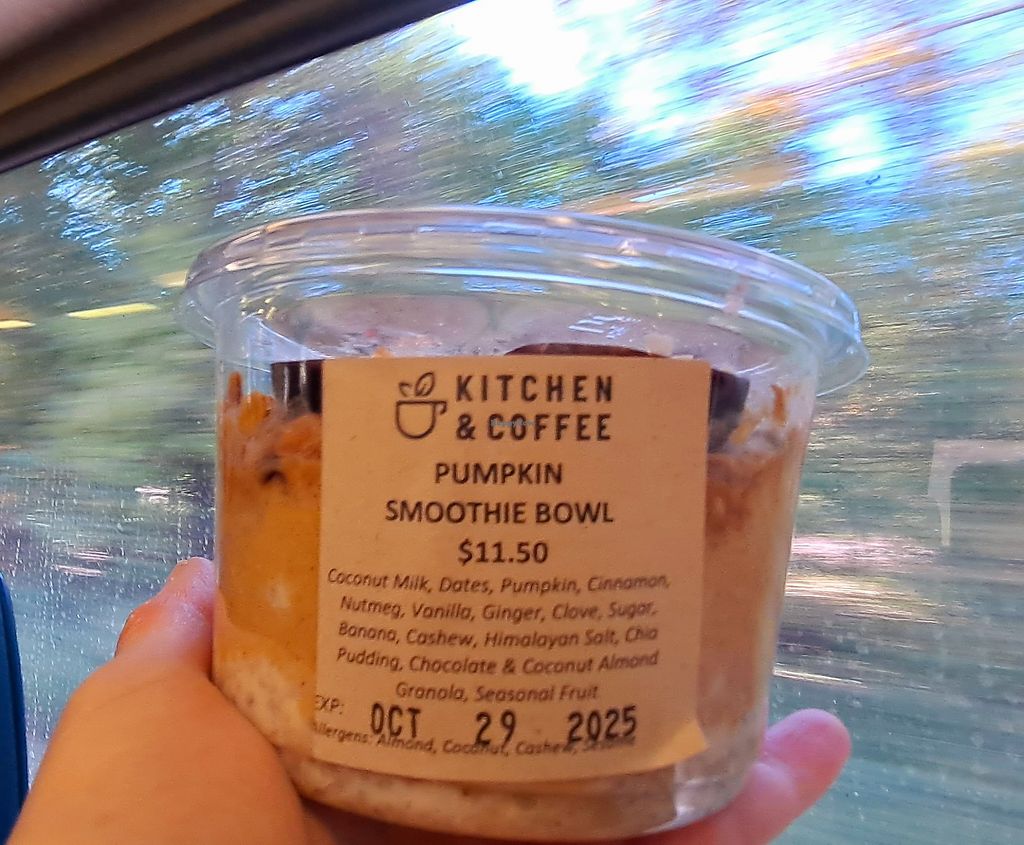 KITCHEN
& COFFEE
PUMPKIN
SMOOTHIE BOWL
$11.50
Coconut Milk, Dates, Pumpkin, Cinnamon,
Nutmeg, Vanilla, Ginger, Clove, Sugar,
Banana, Cashew, Himalayan Salt, Chia
Pudding, Chocolate & Coconut Almond
Granola, Seasonal Fruit
EXP: OCT 29 2025
Allergens: Almond, Coconut, Cashew, Sesame